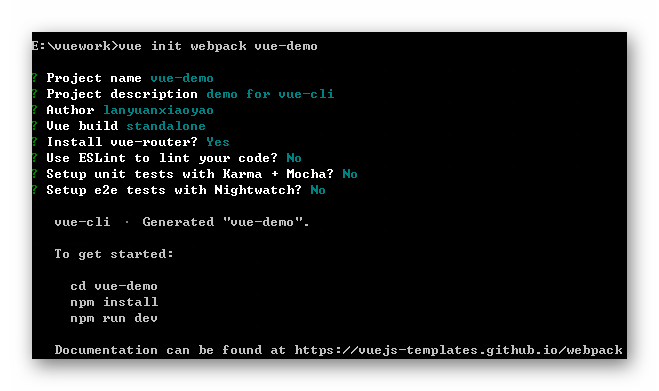 E:\vuework>vue init webpack vue-demo
? Project name vue-demo
? Project description demo for vue-cli
? Author lanyuanxiaoyao
? Vue build standalone
? Install vue-router? Yes
? Use ESLint to lint your code? No
? Setup unit tests with Karma + Mocha? No
? Setup e2e tests with Nightwatch? No
vue-cli · Generated "vue-demo".
To get started:
cd vue-demo
npm install
npm run dev
Documentation can be found at https://vuejs-templates.github.io/webpack